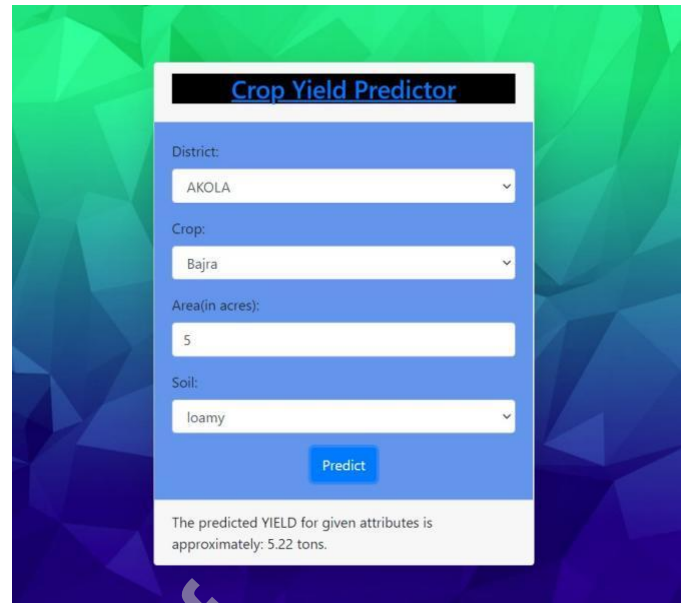 Crop Yield Predictor
District:
AKOLA
Crop:
Bajra
Area(in acres):
5
Soil:
loamy
Predict
The predicted YIELD for given attributes is
approximately: 5.22 tons.